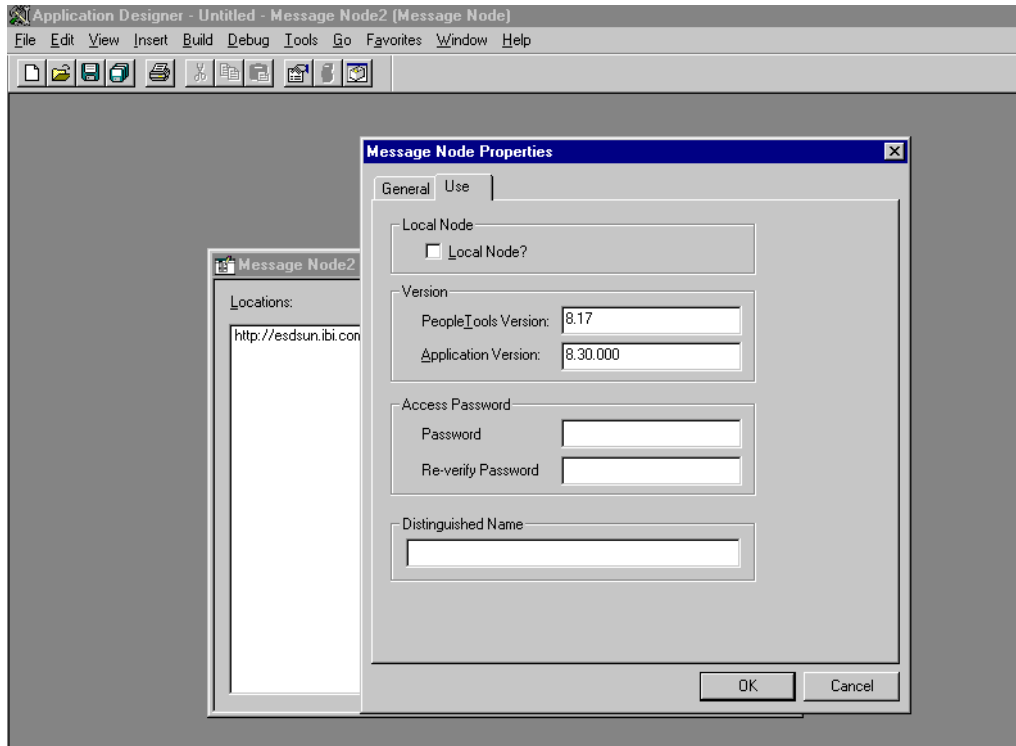 Application Designer - Untitled - Message Node2 (Message Node)
File Edit View Insert Build Debug Tools Go Favorites Window Help
Message Node Properties
General Use
Local Node
Local Node?
Message Node2
Locations:
http://esdsun.ibi.com
Version
PeopleTools Version: 8.17
Application Version: 8.30.000
Access Password
Password
Re-verify Password
Distinguished Name
OK Cancel